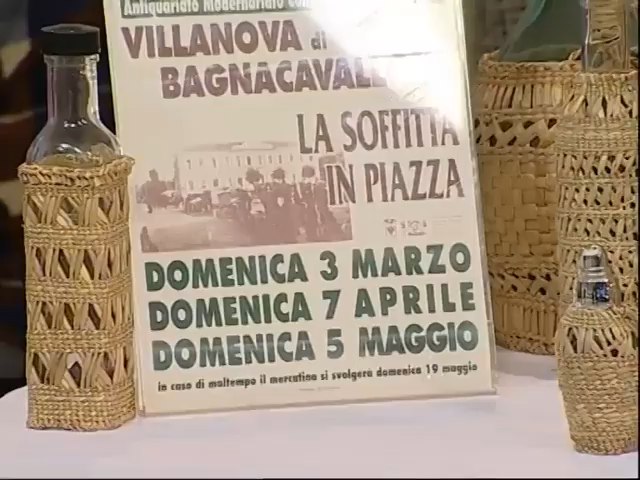 Antiquariato Modernariato
VILLANOVA di
BAGNACAVALLO
LA SOFFITTA
IN PIAZZA
DOMENICA 3 MARZO
DOMENICA 7 APRILE
DOMENICA 5 MAGGIO
in caso di maltempo il mercatino si svolgerà domenica 19 maggio